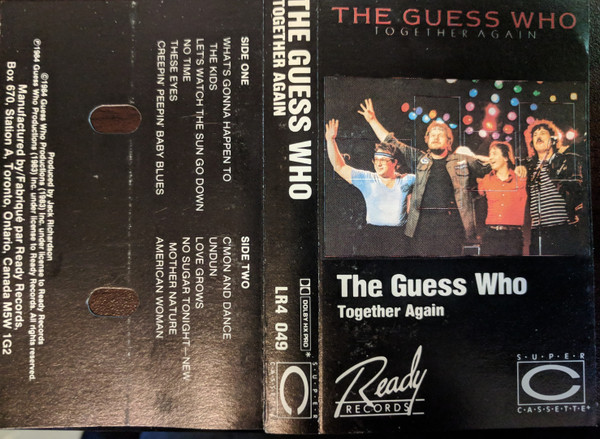 THE GUESS WHO
TOGETHER AGAIN
The Guess Who
Together Again
Ready
RECORDS
S·U·P·E·R
C
C·A·S·S·E·T·T·E*
THE GUESS WHO
TOGETHER AGAIN
DOLBY HX PRO
*
LR4 049
S·U·P·E·R
C
C·A·S·S·E·T·T·E
SIDE ONE
WHAT'S GONNA HAPPEN TO
THE KIDS
LET'S WATCH THE SUN GO DOWN
NO TIME
THESE EYES
CREEPIN' PEEPIN' BABY BLUES
SIDE TWO
C'MON AND DANCE
UNDUN
LOVE GROWS
NO SUGAR TONIGHT—NEW
MOTHER NATURE
AMERICAN WOMAN
Produced by Jack Richardson
©1984 Guess Who Productions (1983) Inc. under license to Ready Records
℗1984 Guess Who Productions (1983) Inc. under license to Ready Records. All rights reserved.
Manufactured by/Fabriqué par Ready Records,
Box 670, Station A, Toronto, Ontario, Canada M5W 1G2